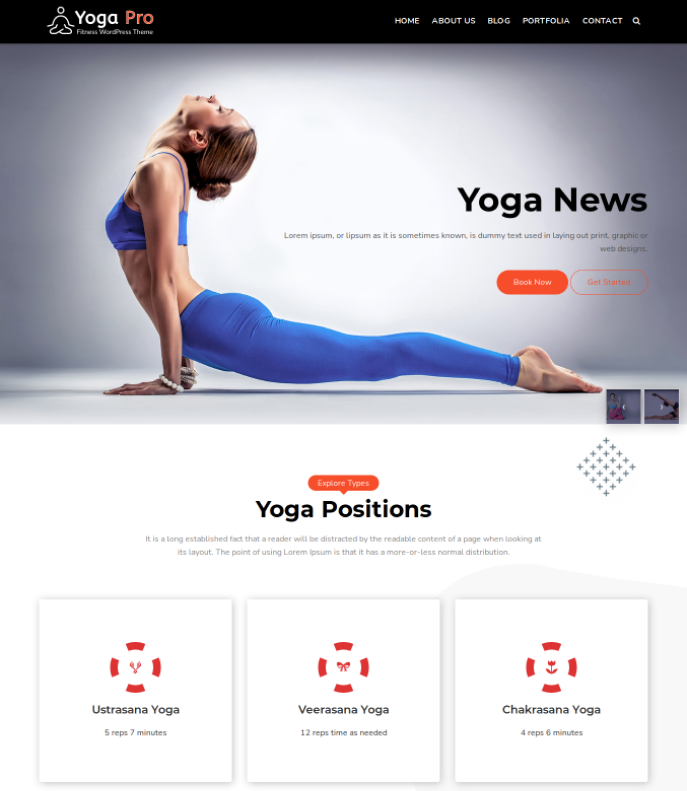 Yoga Pro
Fitness WordPress Theme
HOME ABOUT US BLOG PORTFOLIA CONTACT
Yoga News
Lorem ipsum, or lipsum as it is sometimes known, is dummy text used in laying out print, graphic or
web designs.
Book Now Get Started
Explore Types
Yoga Positions
It is a long established fact that a reader will be distracted by the readable content of a page when looking at
its layout. The point of using Lorem Ipsum is that it has a more-or-less normal distribution.
Ustrasana Yoga Veerasana Yoga Chakrasana Yoga
5 reps 7 minutes 12 reps time as needed 4 reps 6 minutes